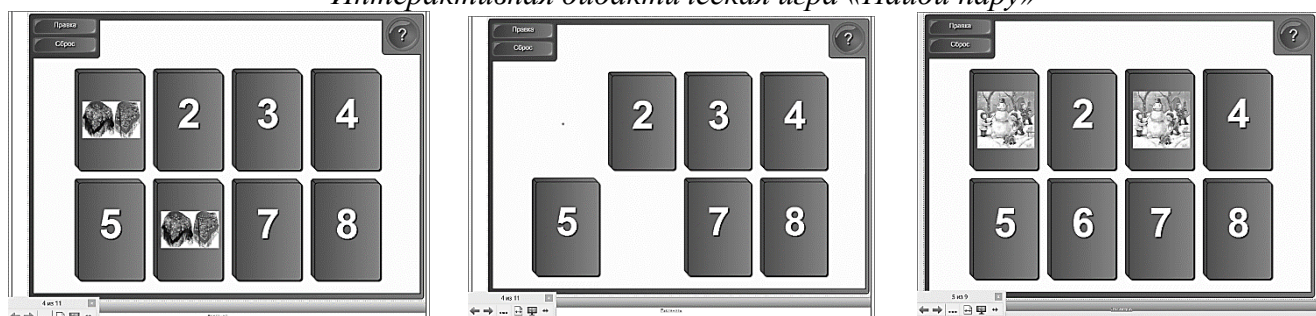 Интерактивная дидактическая игра «Найди пару»
Правка
Сброс
?
2 3 4
5 7 8
4 из 11
Правка
Сброс
?
2 3 4
5 7 8
4 из 11
Правка
Сброс
?
2 4
5 6 7 8
5 из 9